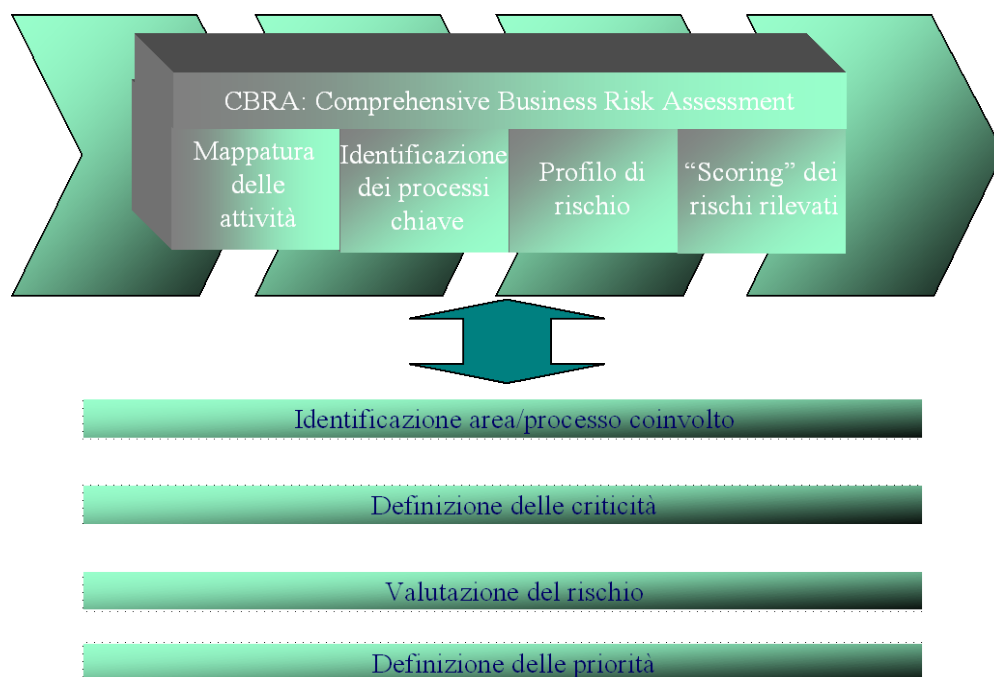 CBRA: Comprehensive Business Risk Assessment
Mappatura
delle
attività
Identificazione
dei processi
chiave
Profilo di
rischio
“Scoring” dei
rischi rilevati
Identificazione area/processo coinvolto
Definizione delle criticità
Valutazione del rischio
Definizione delle priorità